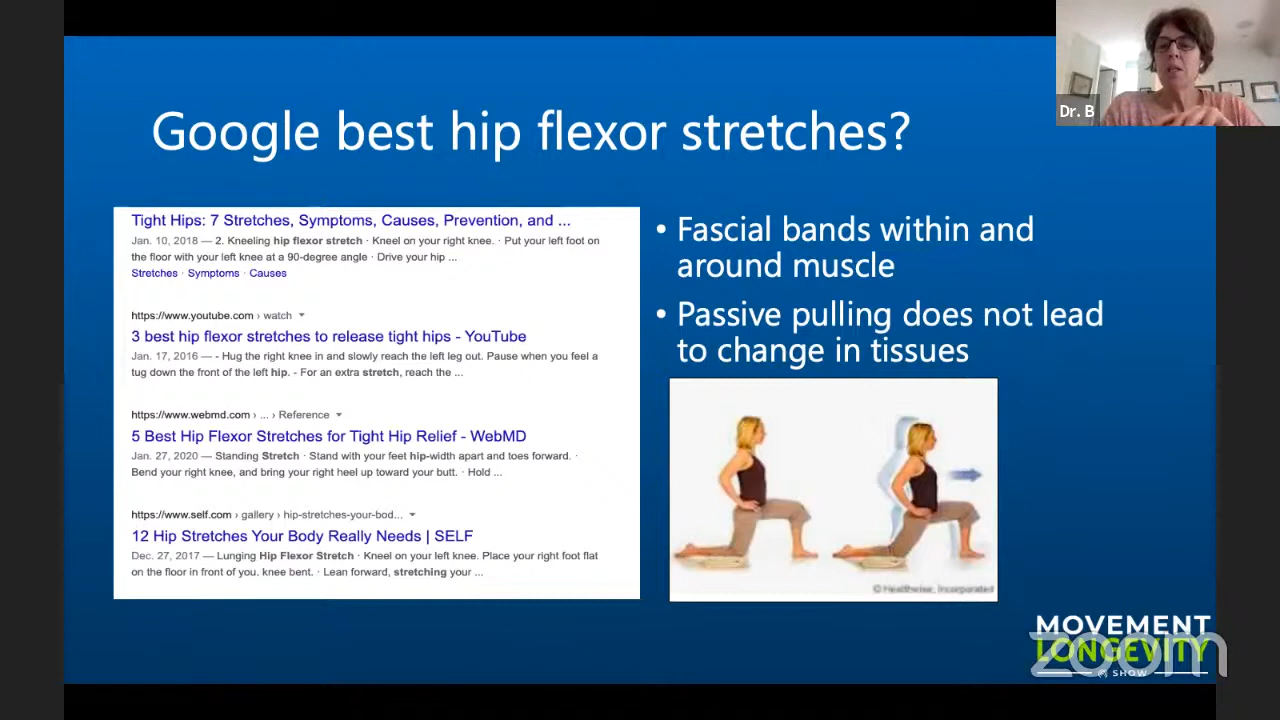 Dr. B
Google best hip flexor stretches?
Tight Hips: 7 Stretches, Symptoms, Causes, Prevention, and ...
Jan. 10, 2018 — 2. Kneeling hip flexor stretch · Kneel on your right knee. · Put your left foot on
the floor with your left knee at a 90-degree angle · Drive your hip ...
Stretches · Symptoms · Causes
https://www.youtube.com › watch
3 best hip flexor stretches to release tight hips - YouTube
Jan. 17, 2016 — - Hug the right knee in and slowly reach the left leg out. Pause when you feel a
tug down the front of the left hip. - For an extra stretch, reach the ...
https://www.webmd.com › ... › Reference
5 Best Hip Flexor Stretches for Tight Hip Relief - WebMD
Jan. 27, 2020 — Standing Stretch · Stand with your feet hip-width apart and toes forward. ·
Bend your right knee, and bring your right heel up toward your butt. · Hold ...
https://www.self.com › gallery › hip-stretches-your-bod...
12 Hip Stretches Your Body Really Needs | SELF
Dec. 27, 2017 — Lunging Hip Flexor Stretch · Kneel on your left knee. Place your right foot flat
on the floor in front of you. knee bent. · Lean forward, stretching your ...
• Fascial bands within and
around muscle
• Passive pulling does not lead
to change in tissues
© Healthwise, Incorporated
MOVEMENT
LONGEVITY
SHOW
zoom